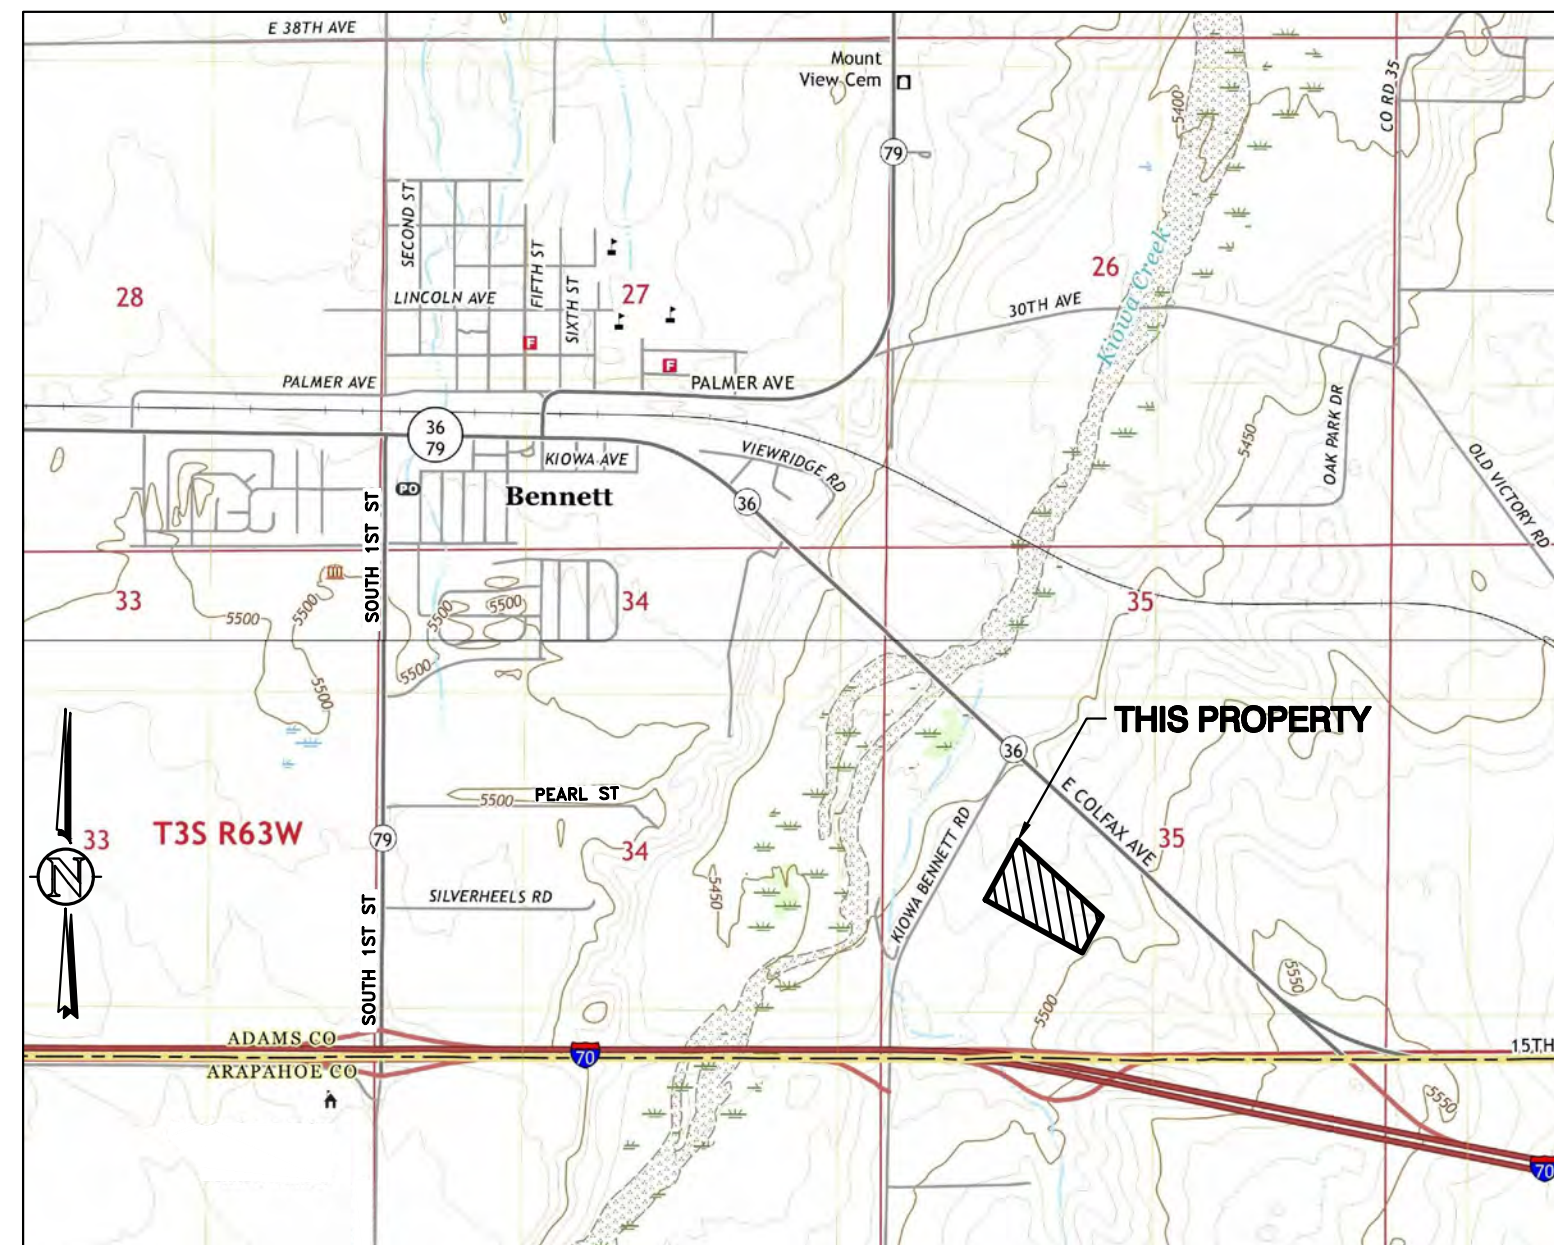 E 38TH AVE
Mount
View Cem
5400
CO RD 35
79
SECOND ST
FIFTH ST
SIXTH ST
LINCOLN AVE
28
27
26
30TH AVE
Kiowa Creek
F
F
PALMER AVE
PALMER AVE
36
79
KIOWA AVE
VIEWRIDGE RD
5450
OAK PARK DR
OLD VICTORY RD
PO
Bennett
36
SOUTH 1ST ST
33
5500
5500
5500
5500
34
35
5500
5500
THIS PROPERTY
36
N
33
T3S R63W
79
5500
PEARL ST
34
E COLFAX AVE
35
KIOWA BENNETT RD
5450
SILVERHEELS RD
SOUTH 1ST ST
5550
5500
ADAMS CO
ARAPAHOE CO
70
15TH
5550
70